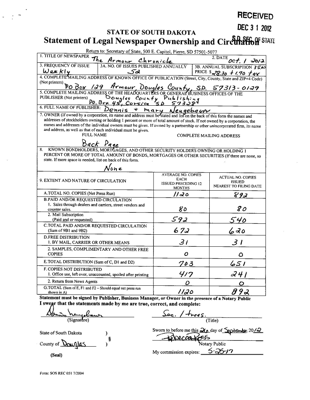 RECEIVED
DEC 31 2012
S.D. SEC. OF STATE
STATE OF SOUTH DAKOTA
Statement of Legal Newspaper Ownership and Circulation
Return to: Secretary of State, 500 E. Capitol, Pierre, SD 57501-5077
1. TITLE OF NEWSPAPER
The Armour Chronicle
2. DATE
Oct. 1 2012
3. FREQUENCY OF ISSUE
Weekly
3A. NO. OF ISSUES PUBLISHED ANNUALLY
52
3B. ANNUAL SUBSCRIPTION
PRICE $
4. COMPLETE MAILING ADDRESS OF KNOWN OFFICE OF PUBLICATION (Street, City, County, State and ZIP+4 Code)
(Not printers)
PO Box 129 Armour Douglas County, SD 57313-0129
5. COMPLETE MAILING ADDRESS OF THE HEADQUARTERS OR GENERAL BUSINESS OFFICES OF THE
PUBLISHER (Not printers)
Douglas County Publishing
PO Box 45, Corsica SD 57328
6. FULL NAME OF PUBLISHER:
Dennis & Mary
7. OWNER (If owned by a corporation, its name and address must be stated and also on the back of this form the names and
addresses of stockholders owning or holding 1 percent or more of total amount of stock. If not owned by a corporation, the
names and addresses of the individual owners must be given. If owned by a partnership or other unincorporated firm, its name
and address, as well as that of each individual must be given.
FULL NAME
COMPLETE MAILING ADDRESS
Back Page
8. KNOWN BONDHOLDERS, MORTGAGES, AND OTHER SECURITY HOLDERS OWNING OR HOLDING 1
PERCENT OR MORE OF TOTAL AMOUNT OF BONDS, MORTGAGES OR OTHER SECURITIES (If there are none, so
state. If more space is needed, list on back of this form.
None
9. EXTENT AND NATURE OF CIRCULATION
AVERAGE NO. COPIES
EACH
ISSUED PRECEDING 12
MONTHS
ACTUAL NO. COPIES
ISSUED
NEAREST TO FILING DATE
A. TOTAL NO. COPIES (Net Press Run)
1120
892
B. PAID AND/OR REQUESTED CIRCULATION
1. Sales through dealers and carriers, street vendors and
counter sales
80
80
2. Mail Subscription
(Paid and or requested)
592
540
C. TOTAL PAID AND/OR REQUESTED CIRCULATION
(Sum of 9B1 and 9B2)
672
620
D. FREE DISTRIBUTION
1. BY MAIL, CARRIER OR OTHER MEANS
31
31
2. SAMPLES, COMPLIMENTARY AND OTHER FREE
COPIES
0
0
E. TOTAL DISTRIBUTION (Sum of C, D1 and D2)
703
651
F. COPIES NOT DISTRIBUTED
1. Office use, left over, unaccounted, spoiled after printing
417
241
2. Return from News Agents
0
0
G. TOTAL (Sum of E, F1 and F2 - Should equal net press run
shown in A)
1120
892
Statement must be signed by Publisher, Business Manager, or Owner in the presence of a Notary Public
I swear that the statements made by me are true, correct, and complete:
(Signature)
Sec. / treas.
(Title)
State of South Dakota )
County of Douglas )
§
Sworn to before me this day of September 2012
Notary Public
(Seal)
My commission expires:
Form: SOS REC 051 7/2004